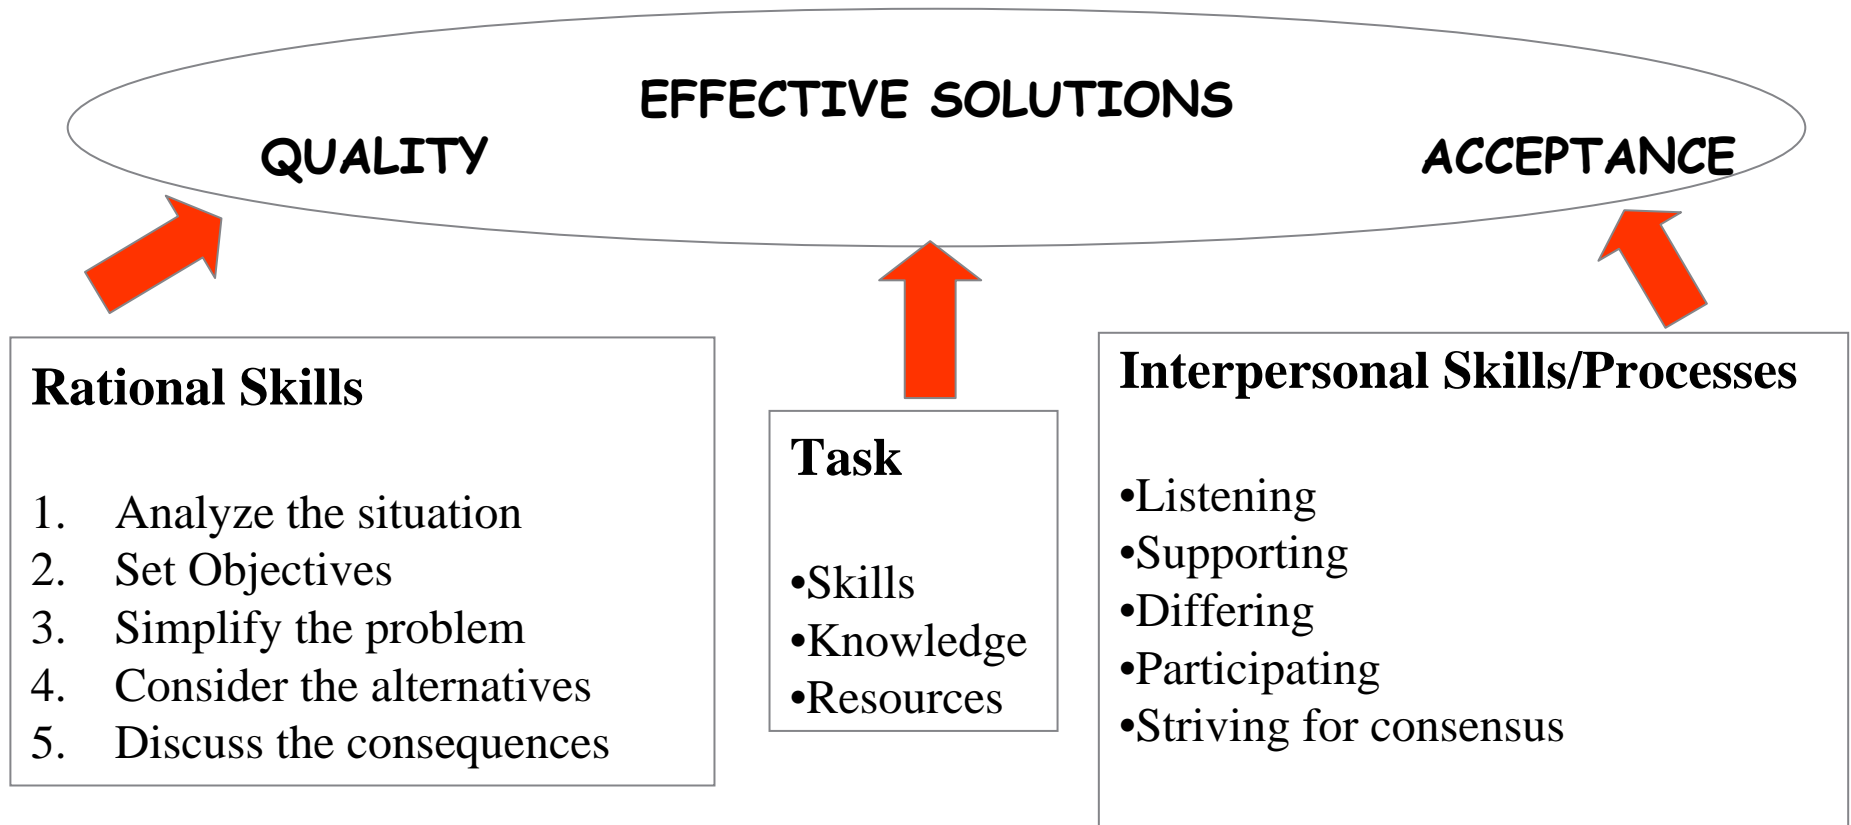 EFFECTIVE SOLUTIONS
QUALITY
ACCEPTANCE
Rational Skills
1. Analyze the situation
2. Set Objectives
3. Simplify the problem
4. Consider the alternatives
5. Discuss the consequences
Task
•Skills
•Knowledge
•Resources
Interpersonal Skills/Processes
•Listening
•Supporting
•Differing
•Participating
•Striving for consensus